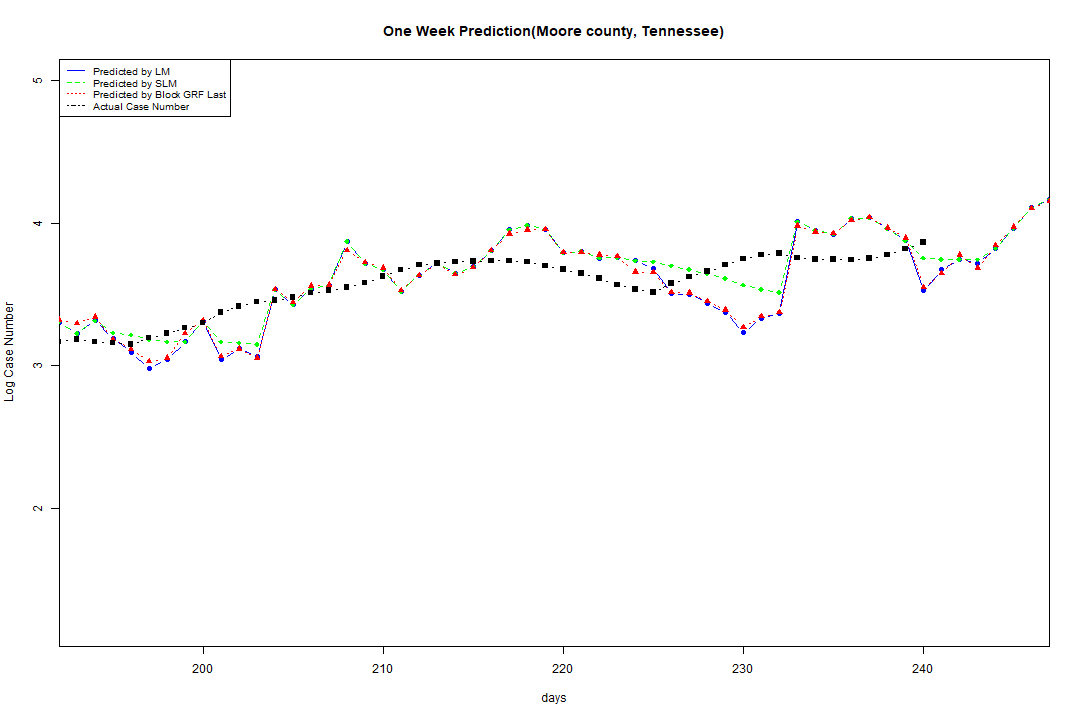 One Week Prediction(Moore county, Tennessee)
Predicted by LM
Predicted by SLM
Predicted by Block GRF Last
Actual Case Number
5
4
3
2
Log Case Number
200 210 220 230 240
days